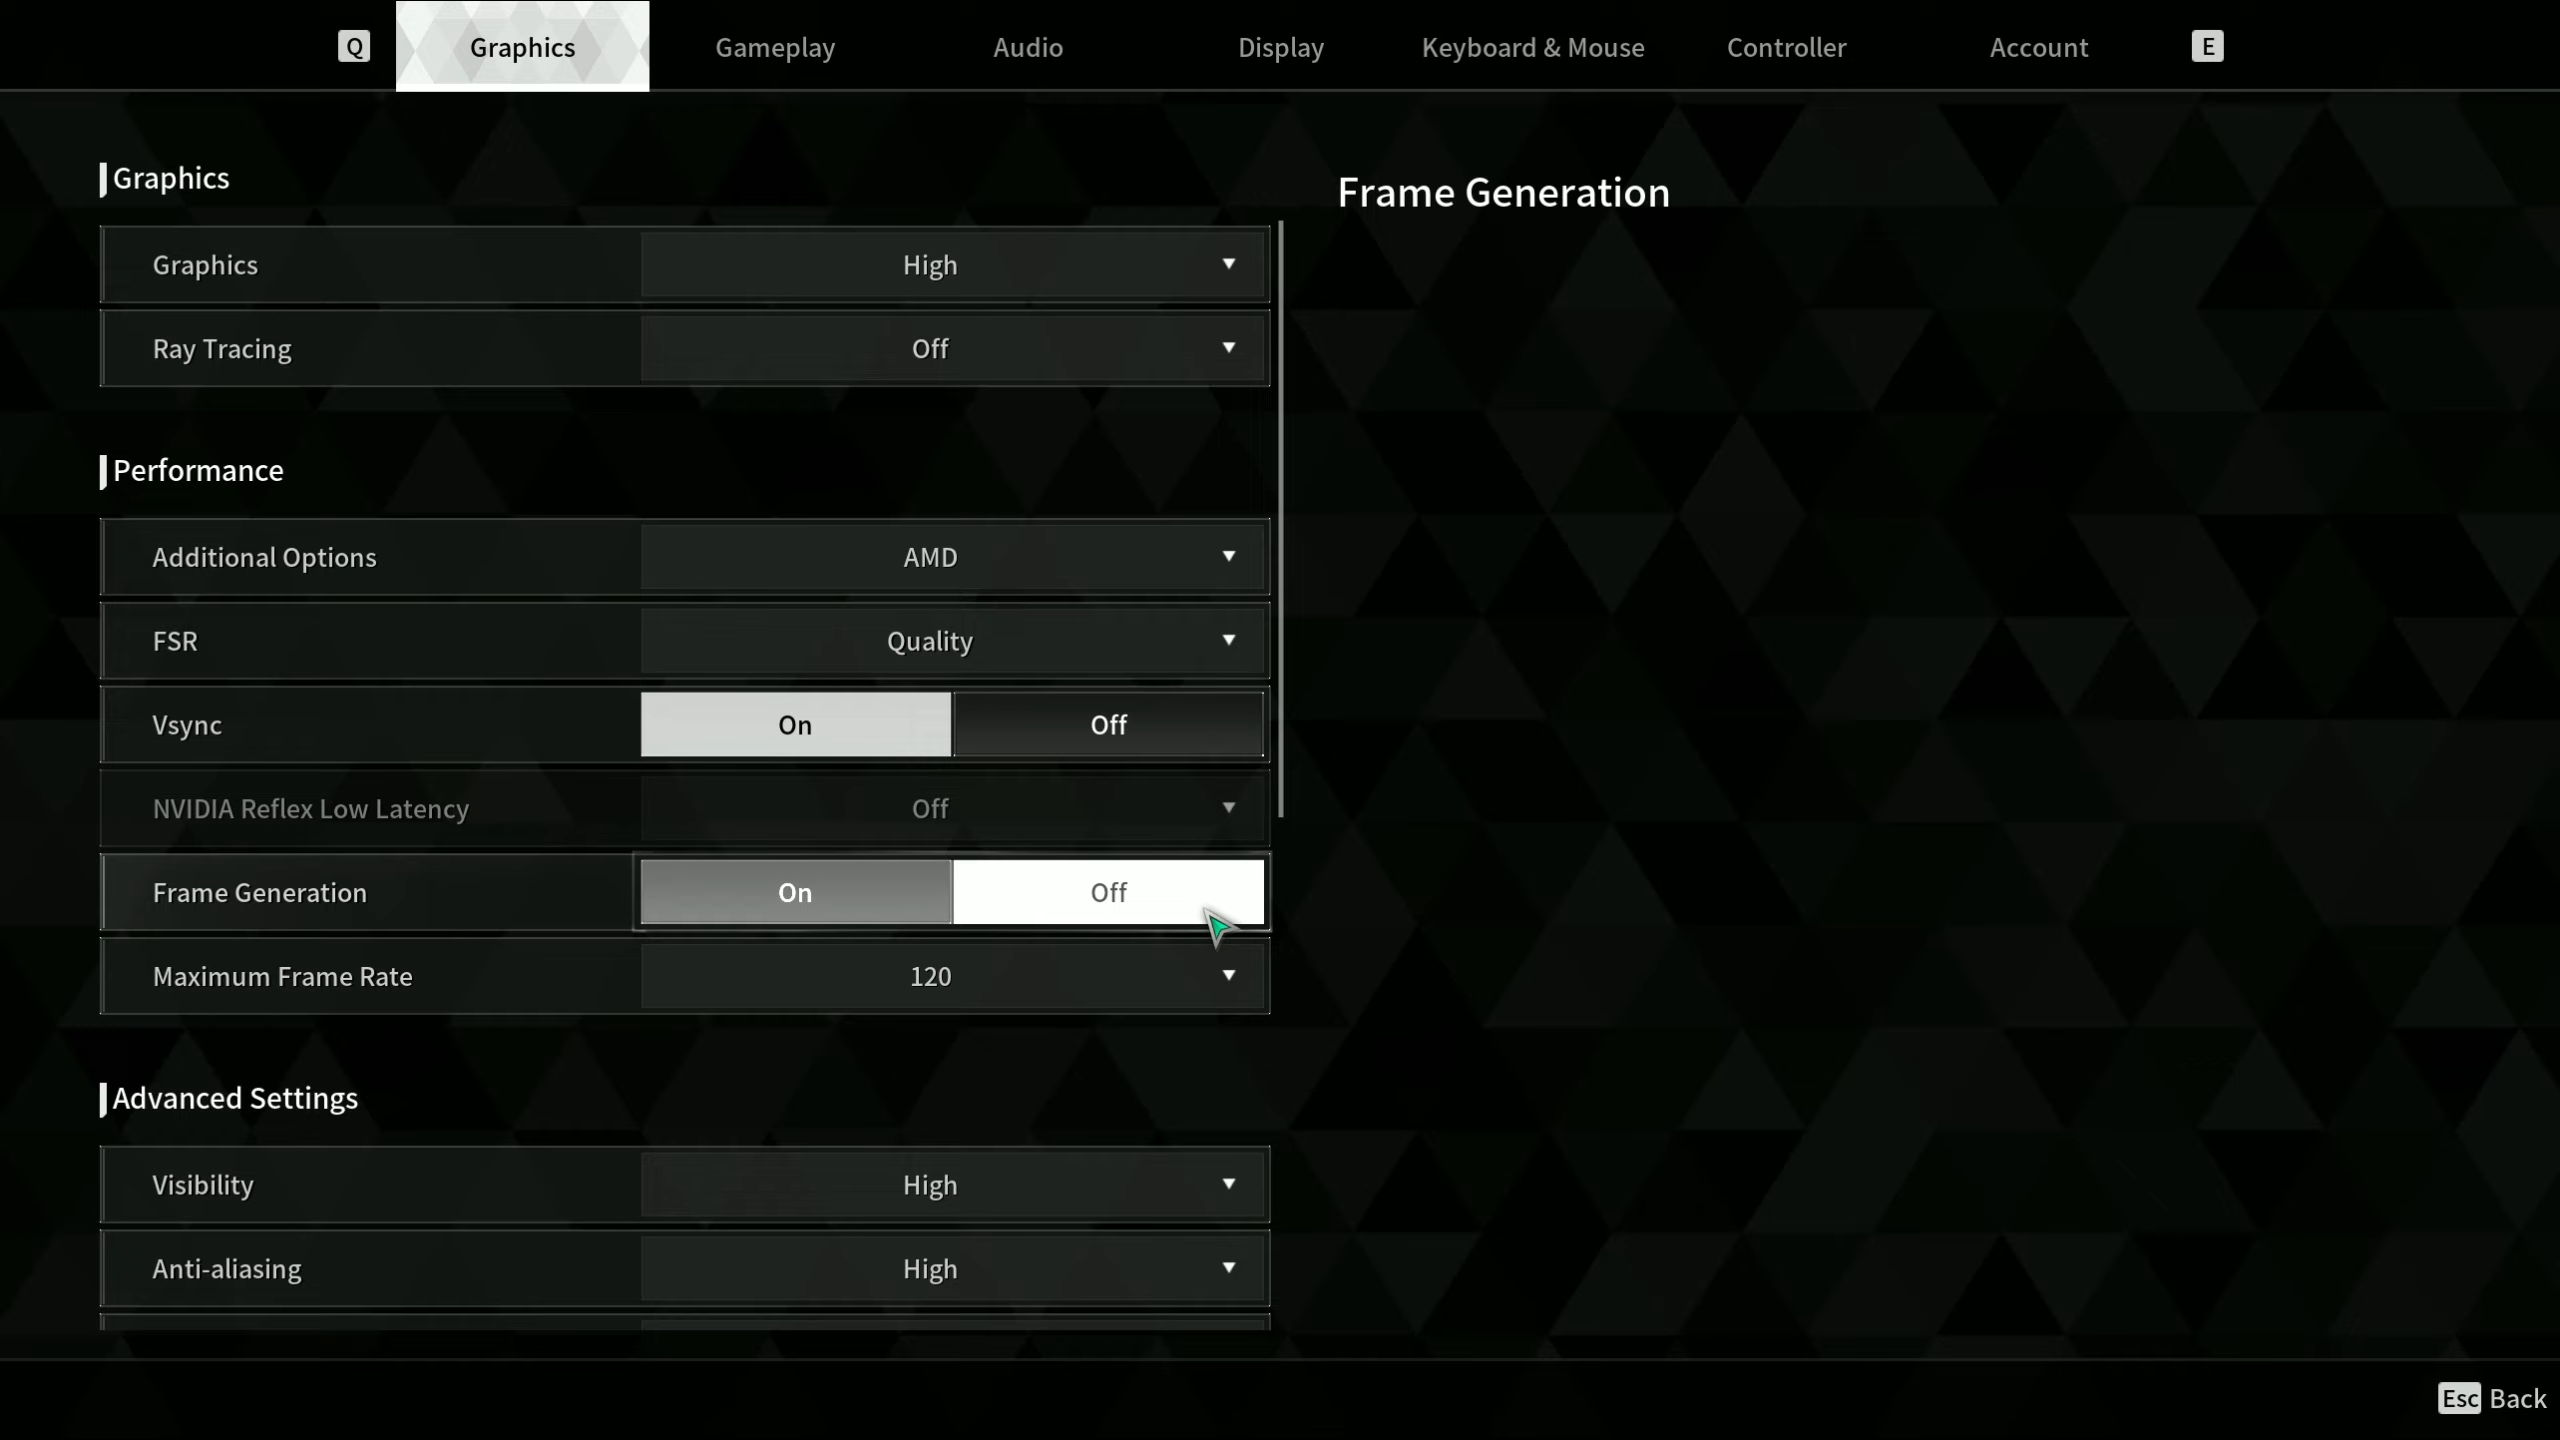 Q Graphics Gameplay Audio Display Keyboard & Mouse Controller Account E
Graphics
Frame Generation
Graphics High
Ray Tracing Off
Performance
Additional Options AMD
FSR Quality
Vsync On Off
NVIDIA Reflex Low Latency Off
Frame Generation On Off
Maximum Frame Rate 120
Advanced Settings
Visibility High
Anti-aliasing High
Esc Back